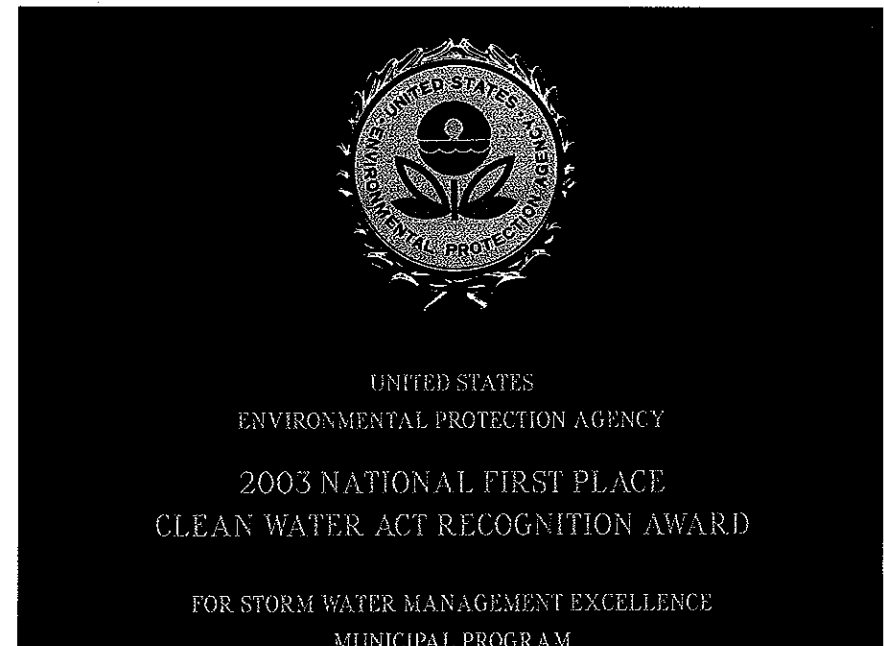 UNITED STATES
ENVIRONMENTAL PROTECTION AGENCY
UNITED STATES
ENVIRONMENTAL PROTECTION AGENCY
2003 NATIONAL FIRST PLACE
CLEAN WATER ACT RECOGNITION AWARD
FOR STORM WATER MANAGEMENT EXCELLENCE
MUNICIPAL PROGRAM